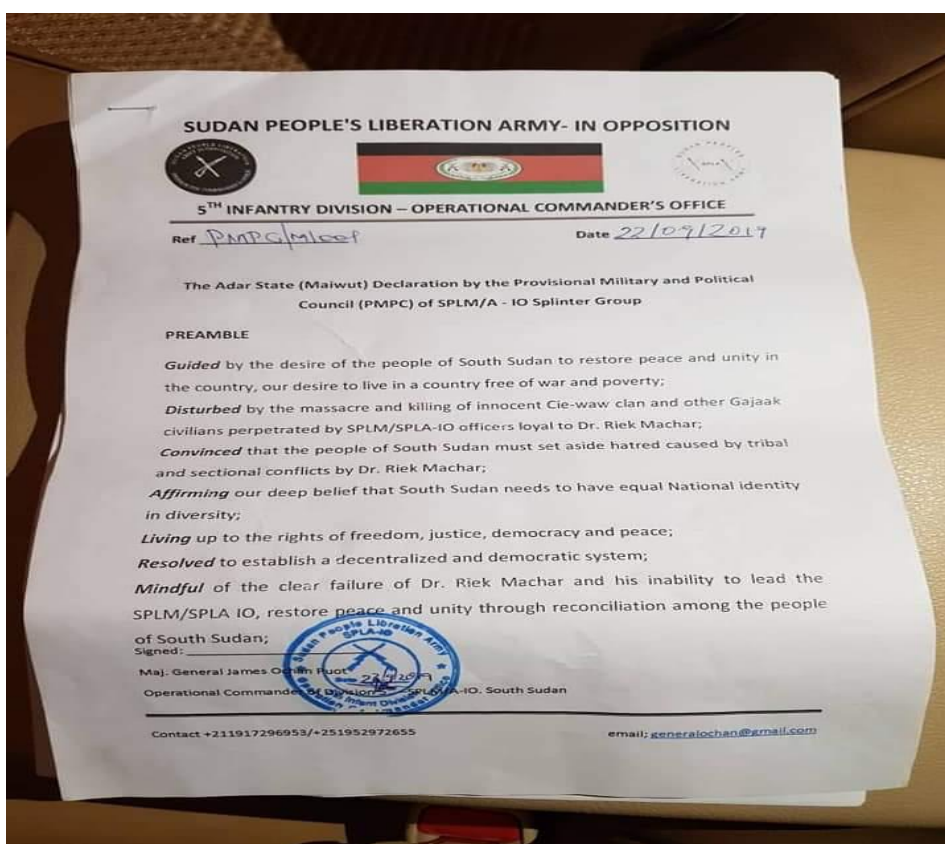 SUDAN PEOPLE'S LIBERATION ARMY- IN OPPOSITION
5TH INFANTRY DIVISION – OPERATIONAL COMMANDER'S OFFICE
Ref
Date 22/09/2019
The Adar State (Maiwut) Declaration by the Provisional Military and Political
Council (PMPC) of SPLM/A - IO Splinter Group
PREAMBLE
Guided by the desire of the people of South Sudan to restore peace and unity in
the country, our desire to live in a country free of war and poverty;
Disturbed by the massacre and killing of innocent Cie-waw clan and other Gajaak
civilians perpetrated by SPLM/SPLA-IO officers loyal to Dr. Riek Machar;
Convinced that the people of South Sudan must set aside hatred caused by tribal
and sectional conflicts by Dr. Riek Machar;
Affirming our deep belief that South Sudan needs to have equal National identity
in diversity;
Living up to the rights of freedom, justice, democracy and peace;
Resolved to establish a decentralized and democratic system;
Mindful of the clear failure of Dr. Riek Machar and his inability to lead the
SPLM/SPLA IO, restore peace and unity through reconciliation among the people
of South Sudan;
Signed:
Sudan People Liberation Army
SPLA-IO
Maj. General James Ochan Puot
Operational Commander of Division 5 - SPLM/A-IO. South Sudan
Contact +211917296953/+251952972655
email; generalochan@gmail.com